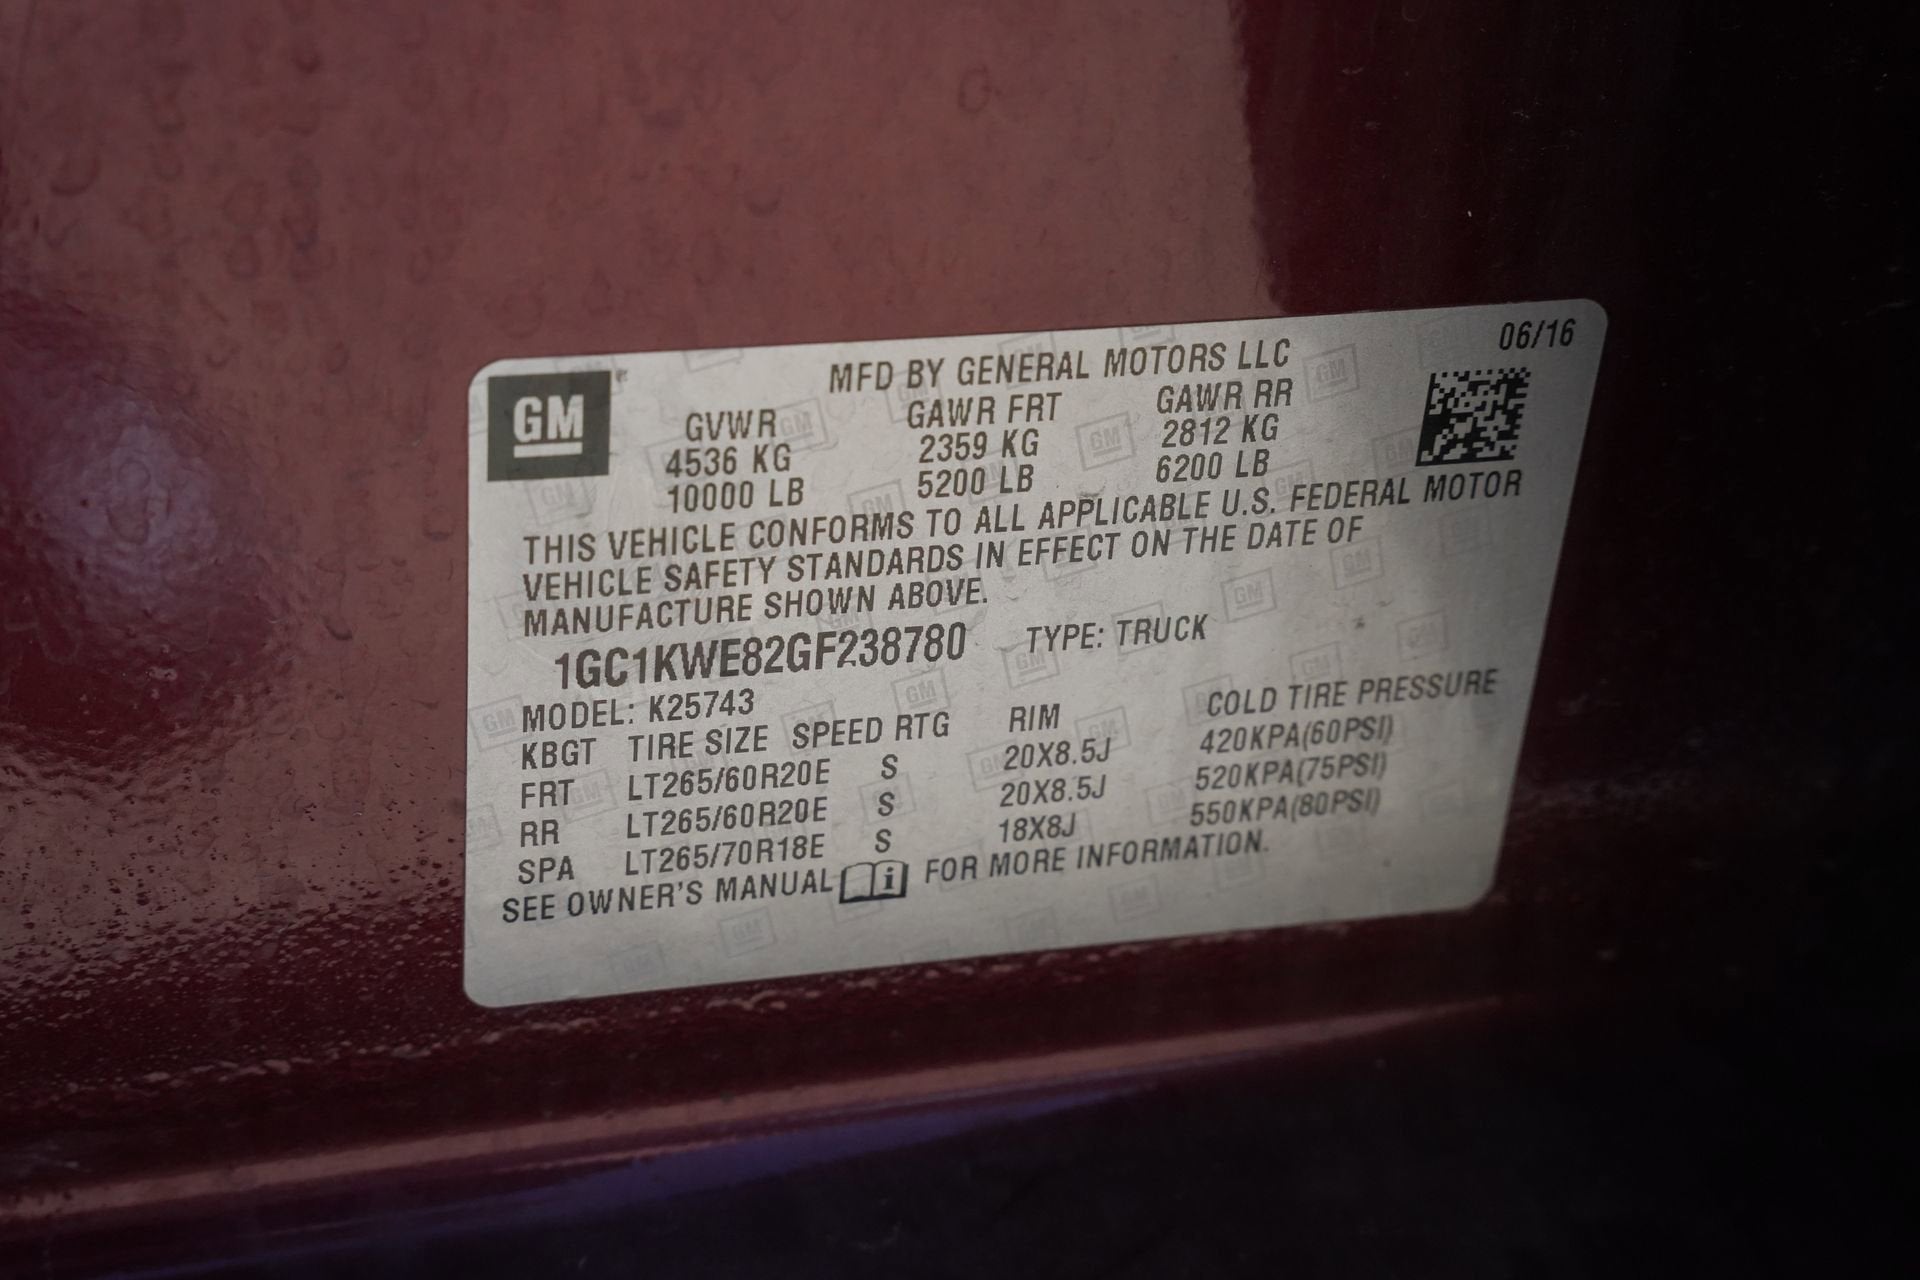 MFD BY GENERAL MOTORS LLC 06/16
GM GVWR GAWR FRT GAWR RR
4536 KG 2359 KG 2812 KG
10000 LB 5200 LB 6200 LB
THIS VEHICLE CONFORMS TO ALL APPLICABLE U.S. FEDERAL MOTOR
VEHICLE SAFETY STANDARDS IN EFFECT ON THE DATE OF
MANUFACTURE SHOWN ABOVE.
1GC1KWE82GF238780 TYPE: TRUCK
MODEL: K25743
KBGT TIRE SIZE SPEED RTG RIM COLD TIRE PRESSURE
FRT LT265/60R20E S 20X8.5J 420KPA(60PSI)
RR LT265/60R20E S 20X8.5J 520KPA(75PSI)
SPA LT265/70R18E S 18X8J 550KPA(80PSI)
SEE OWNER'S MANUAL i FOR MORE INFORMATION.